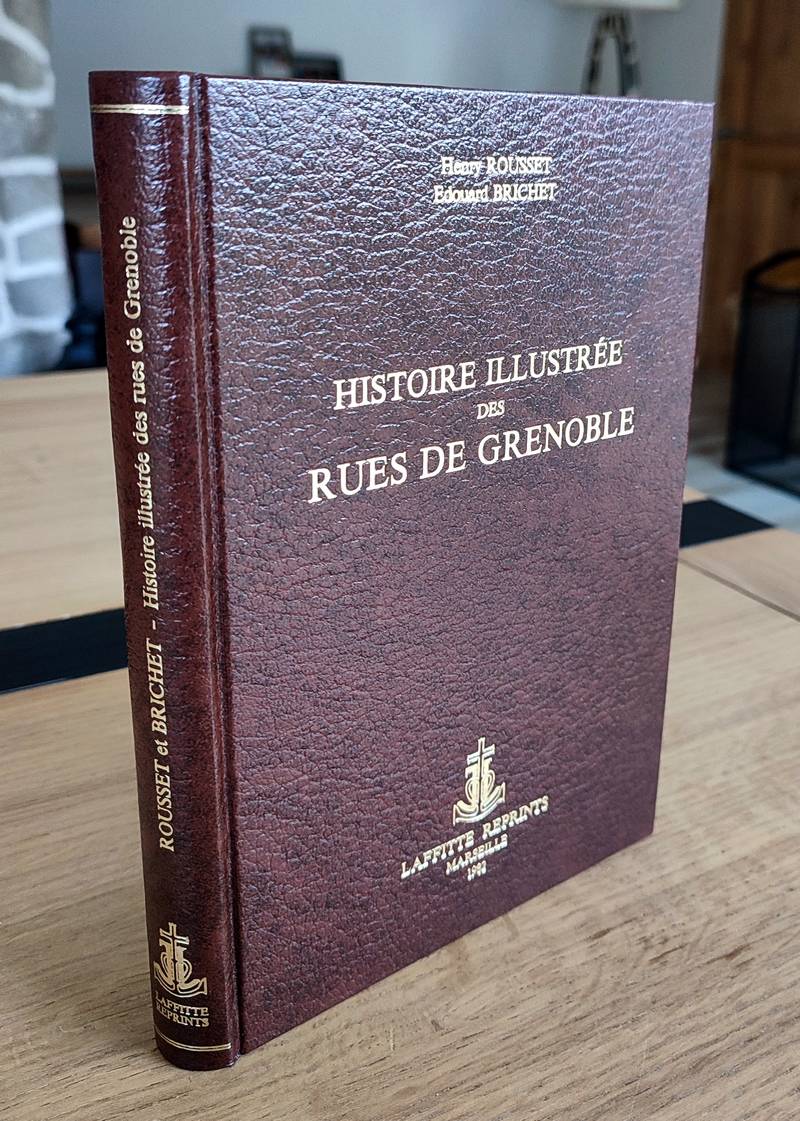 Henry ROUSSET
Edouard BRICHET
HISTOIRE ILLUSTRÉE
DES
RUES DE GRENOBLE
LAFFITTE REPRINTS
MARSEILLE
1982
ROUSSET et BRICHET - Histoire illustrée des rues de Grenoble
LAFFITTE
REPRINTS